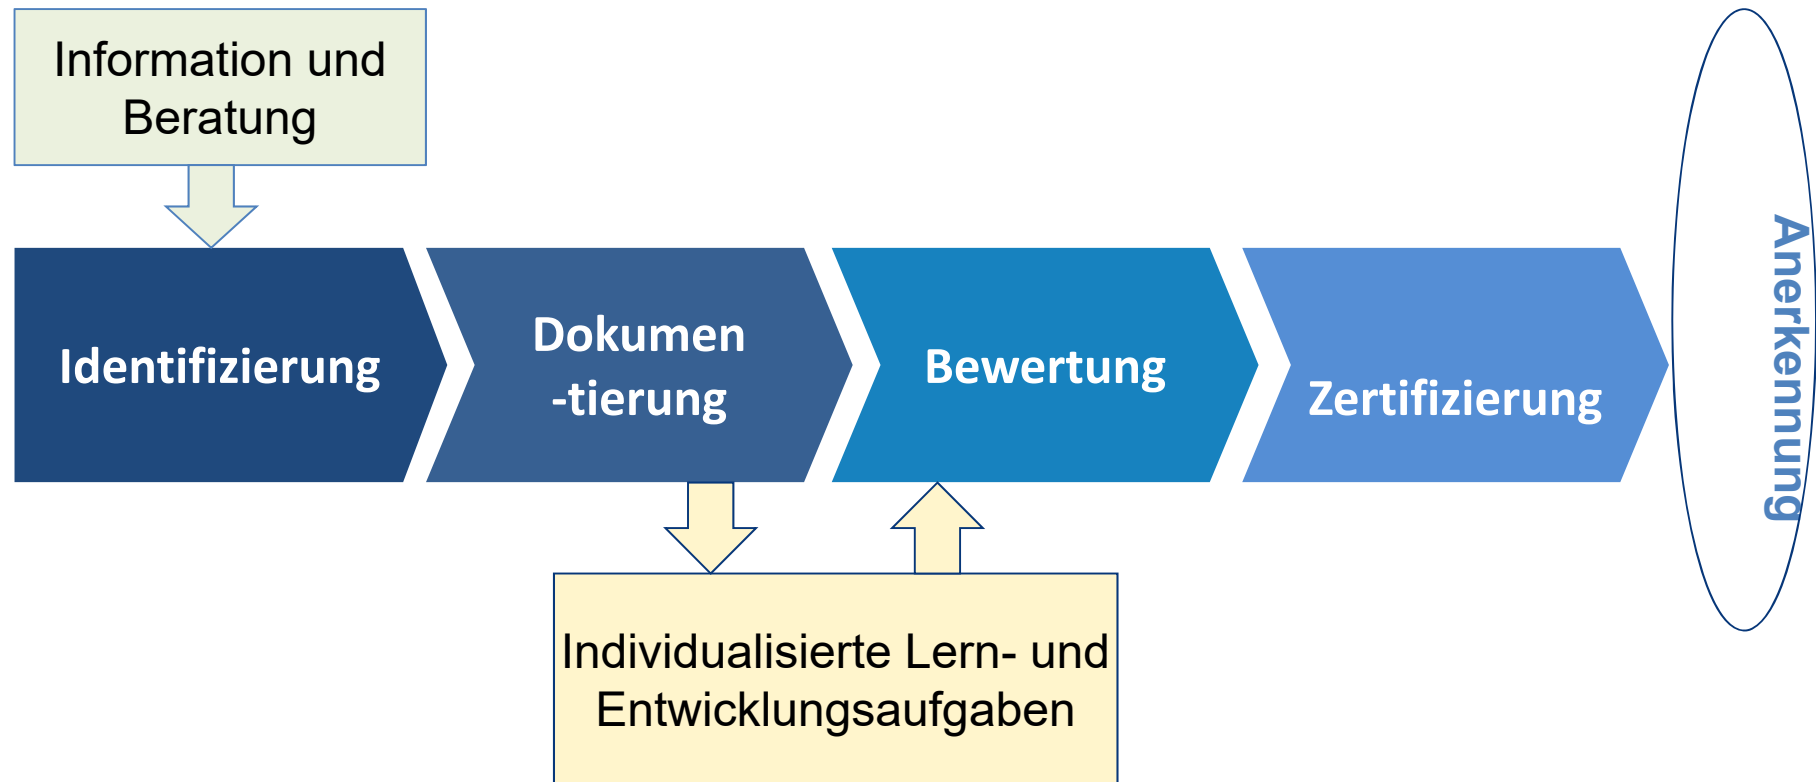 Information und
Beratung
Identifizierung
Dokumen
-tierung
Bewertung
Zertifizierung
Anerkennung
Individualisierte Lern- und
Entwicklungsaufgaben